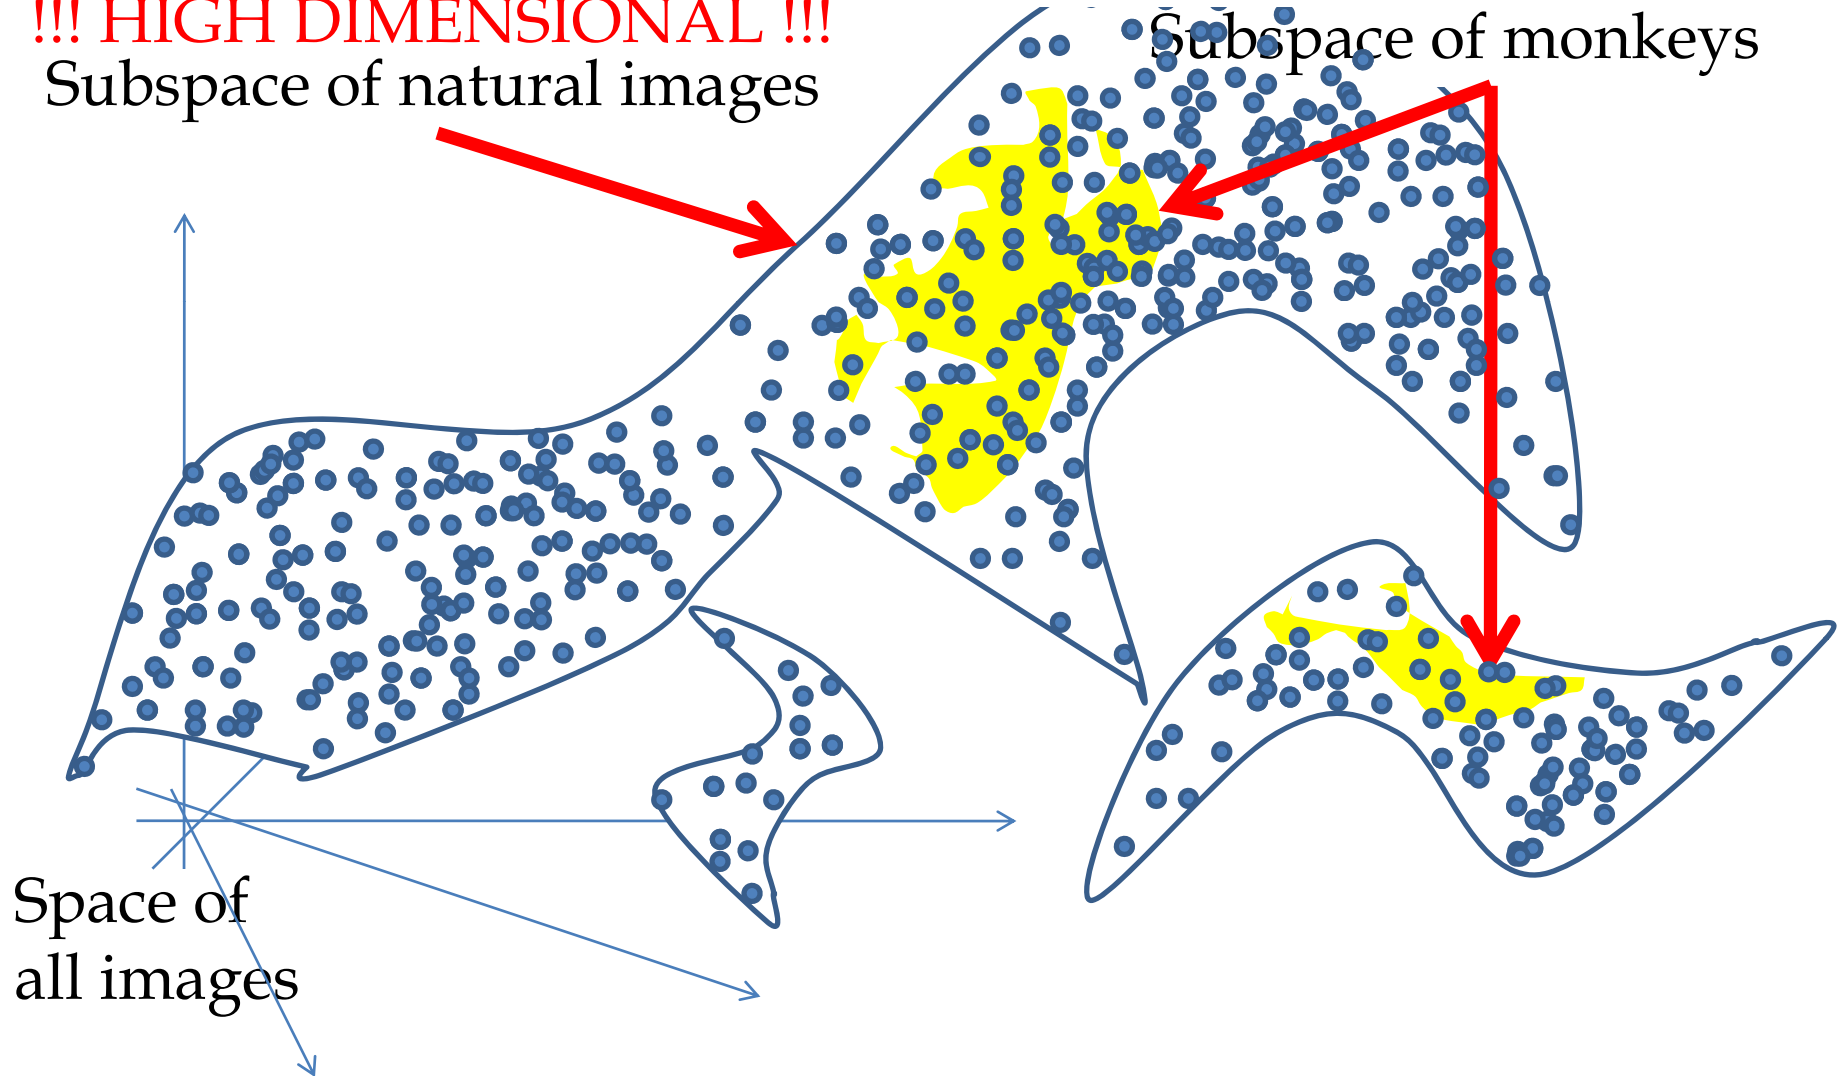 !!! HIGH DIMENSIONAL !!!
Subspace of natural images
Subspace of monkeys
Space of
all images